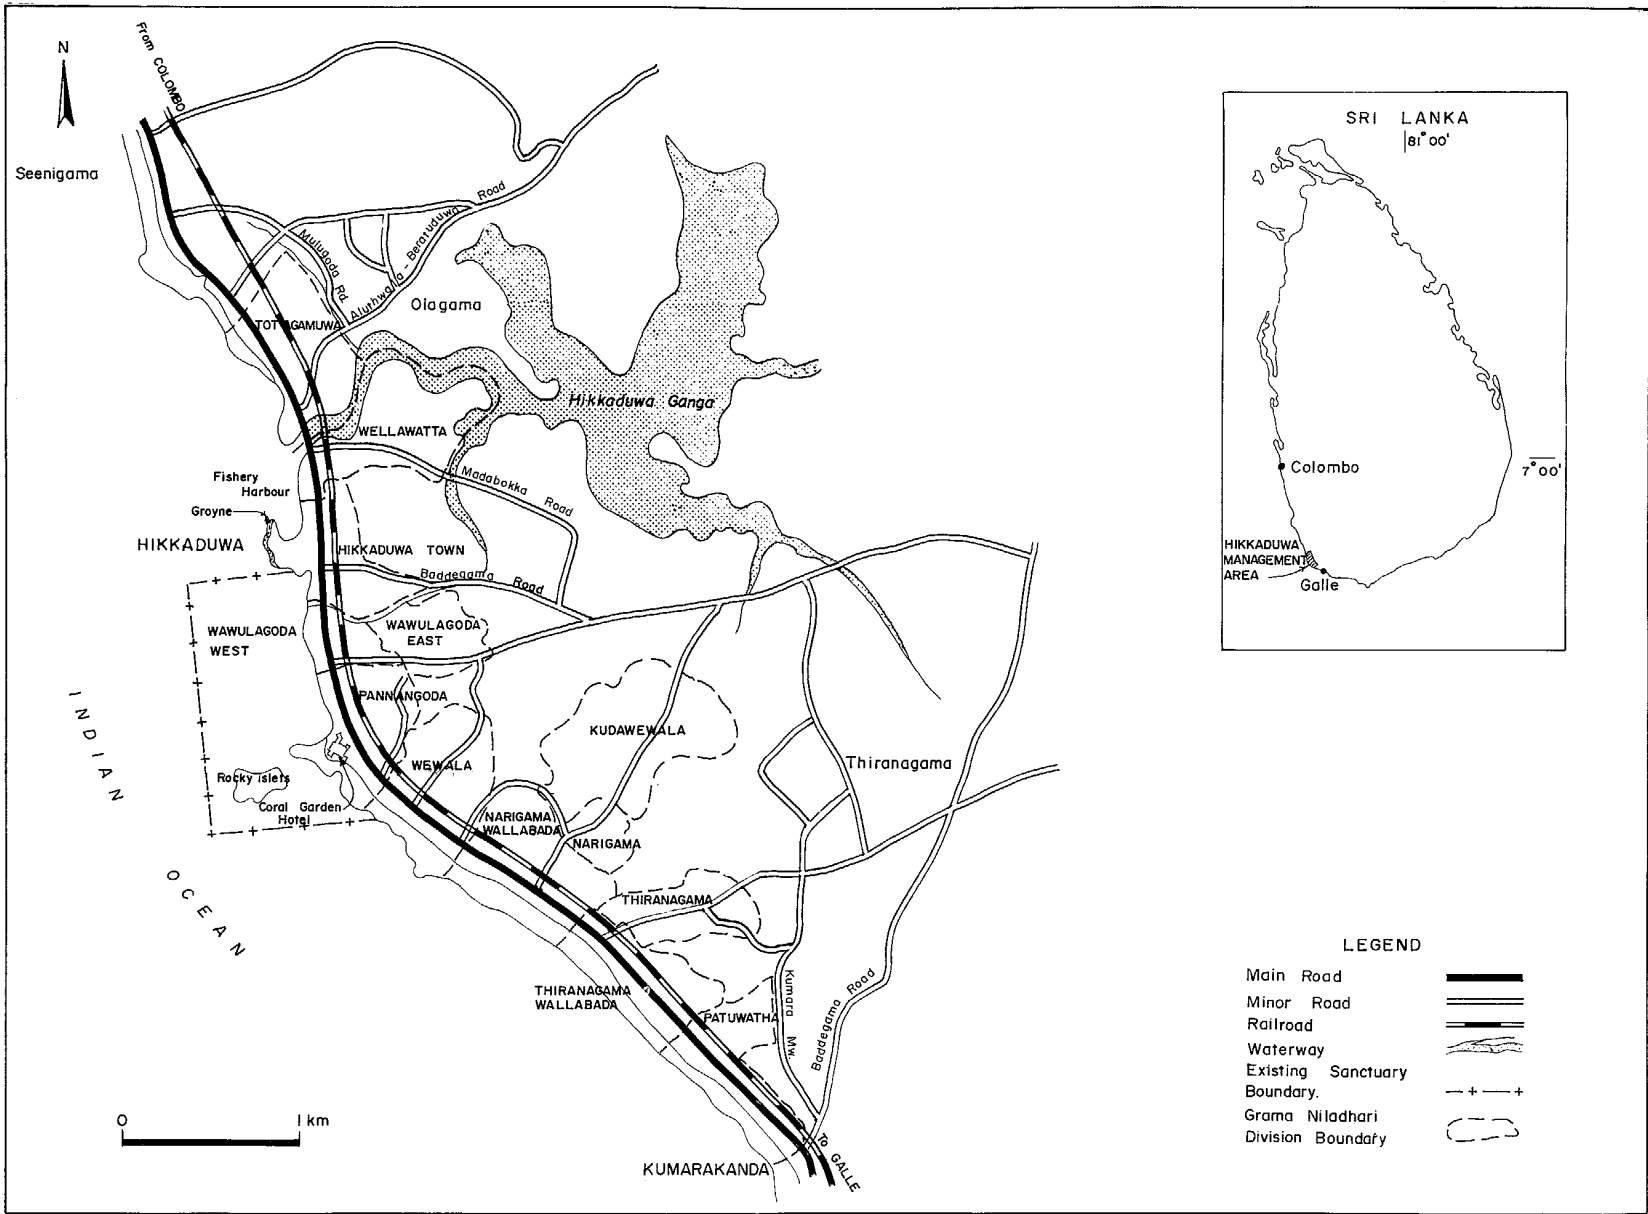 N
From COLOMBO
Seenigama
Mulugoda Rd.
Aluthwala - Beratuduwa Road
Olagama
TOTAGAMUWA
Hikkaduwa Ganga
WELLAWATTA
Madabokka Road
Fishery
Harbour
Groyne
HIKKADUWA
HIKKADUWA TOWN
Baddegama Road
WAWULAGODA
WEST
WAWULAGODA
EAST
PANNANGODA
KUDAWEWALA
WEWALA
Thiranagama
Rocky islets
Coral Garden
Hotel
NARIGAMA
WALLABADA
NARIGAMA
THIRANAGAMA
THIRANAGAMA
WALLABADA
PATUWATHA
Kumara Mw.
Baddegama Road
INDIAN
OCEAN
0 1 km
KUMARAKANDA
To GALLE
SRI LANKA
81°00'
7°00'
Colombo
HIKKADUWA
MANAGEMENT
AREA
Galle
LEGEND
Main Road
Minor Road
Railroad
Waterway
Existing Sanctuary
Boundary.
Grama Niladhari
Division Boundary